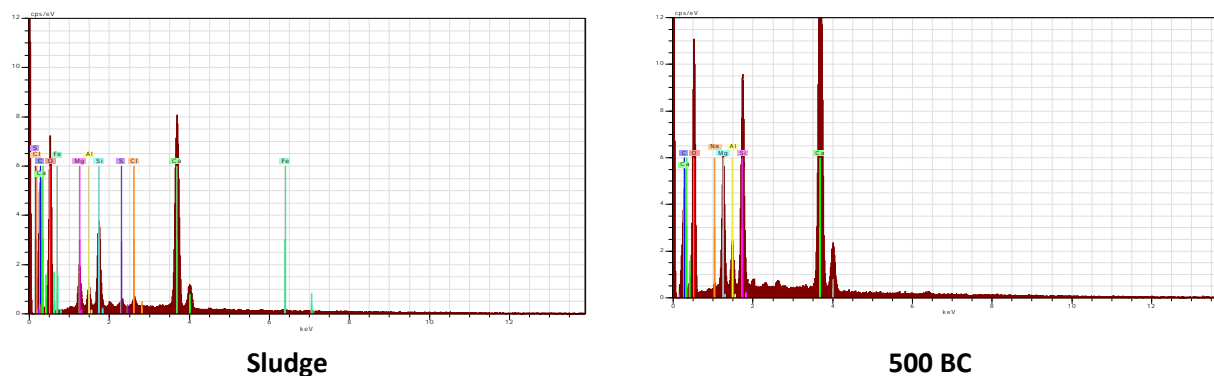 cps/eV
12
10
8
6
4
2
0
S
Cl
C O Fe Mg Al Si S Cl Ca Fe
Ca
0 2 4 6 8 10 12
keV
Sludge
cps/eV
12
10
8
6
4
2
0
C O Na Mg Al Si Ca
Ca
0 2 4 6 8 10 12
keV
500 BC